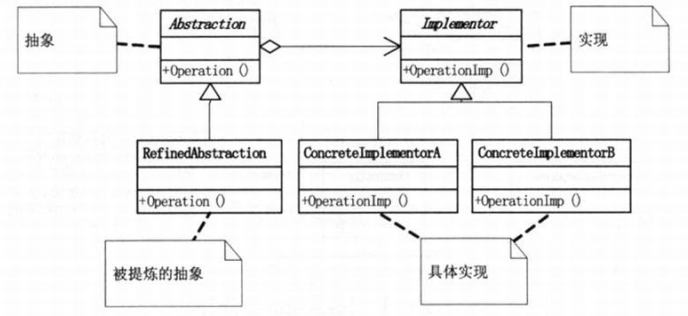 抽象
Abstraction
+Operation ()
Implementor
+OperationImp ()
实现
RefinedAbstraction
+Operation ()
ConcreteImplementorA
+OperationImp ()
ConcreteImplementorB
+OperationImp ()
被提炼的抽象
具体实现